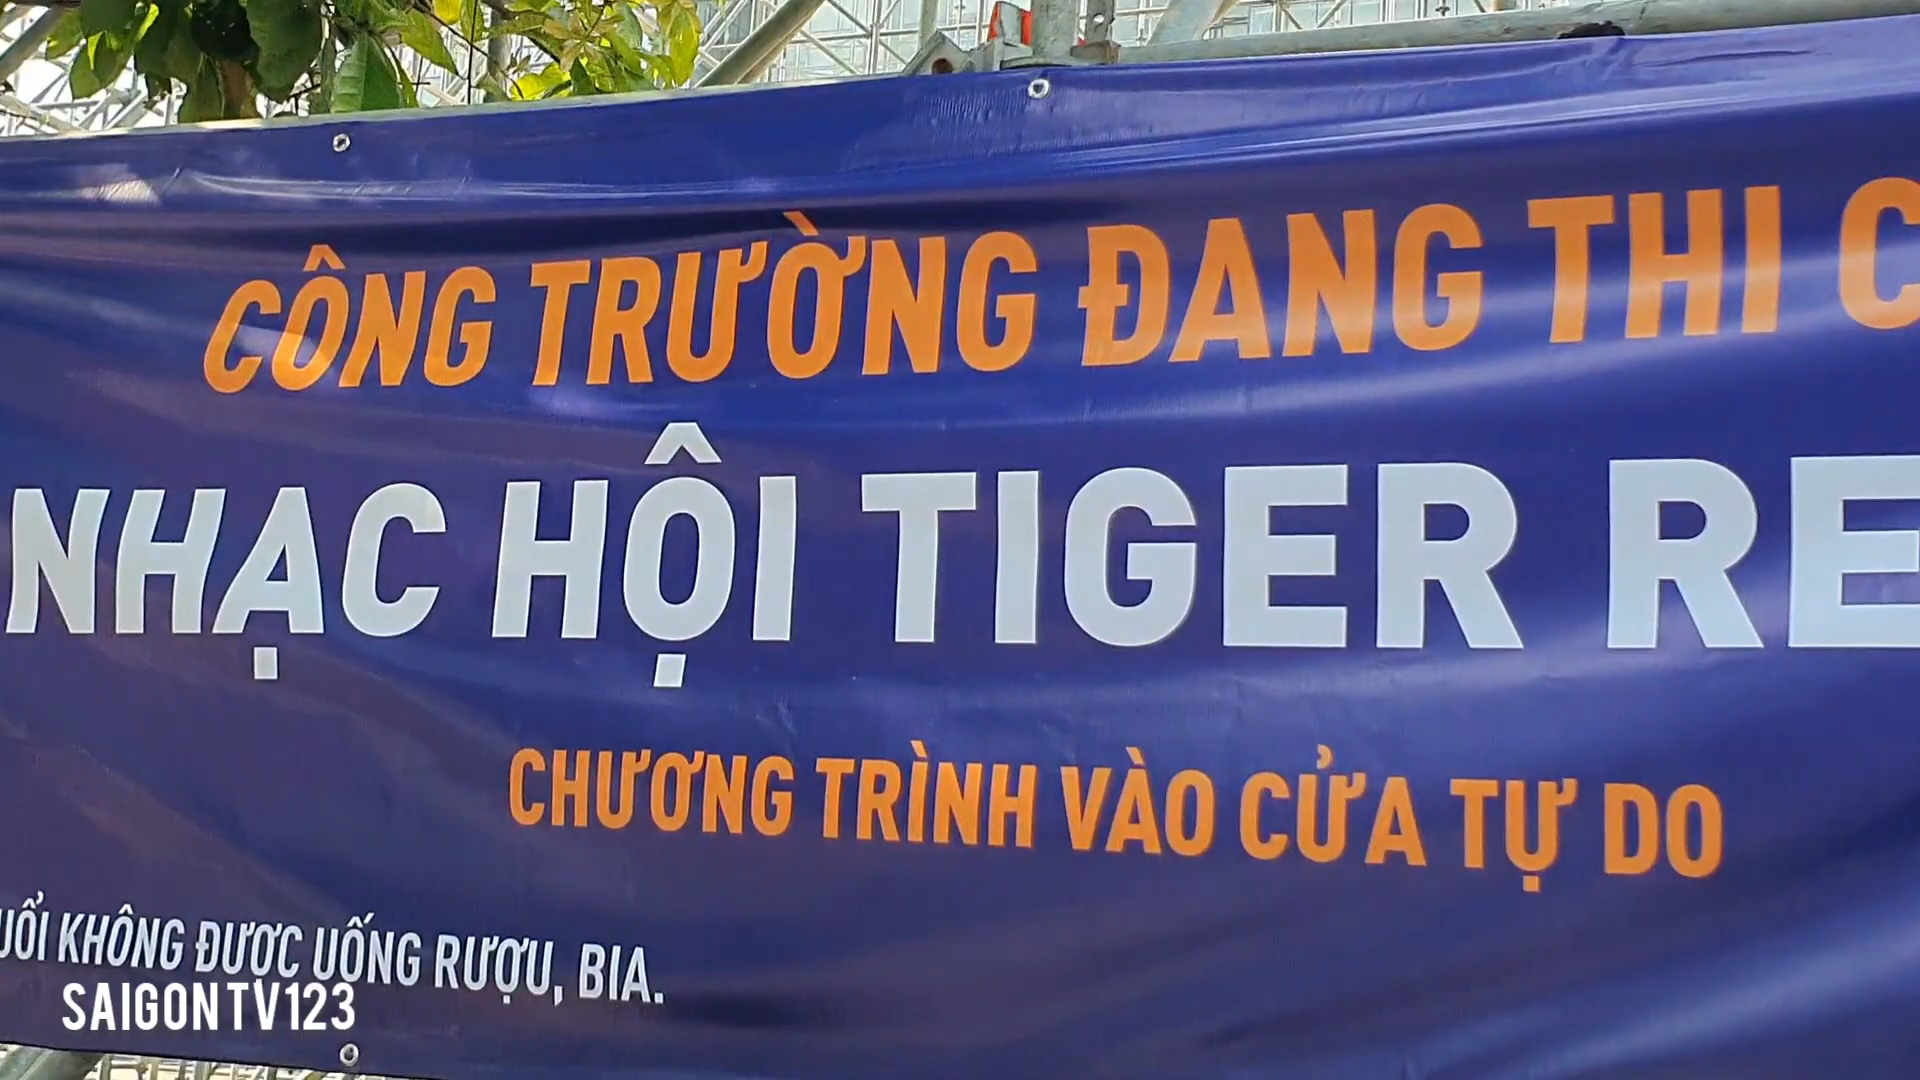 CÔNG TRƯỜNG ĐANG THI
NHẠC HỘI TIGER RE
CHƯƠNG TRÌNH VÀO CỬA TỰ DO
KHÔNG ĐƯỢC UỐNG RƯỢU, BIA.
SAIGONTV123